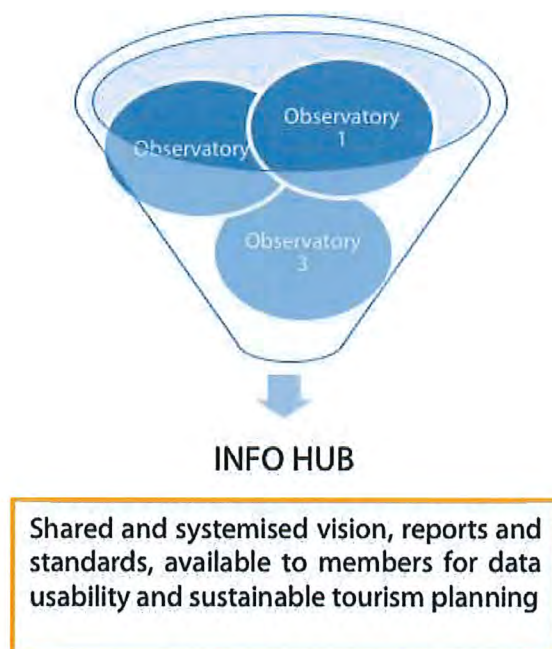 Observatory
1
Observatory
Observatory
3
INFO HUB
Shared and systemised vision, reports and
standards, available to members for data
usability and sustainable tourism planning